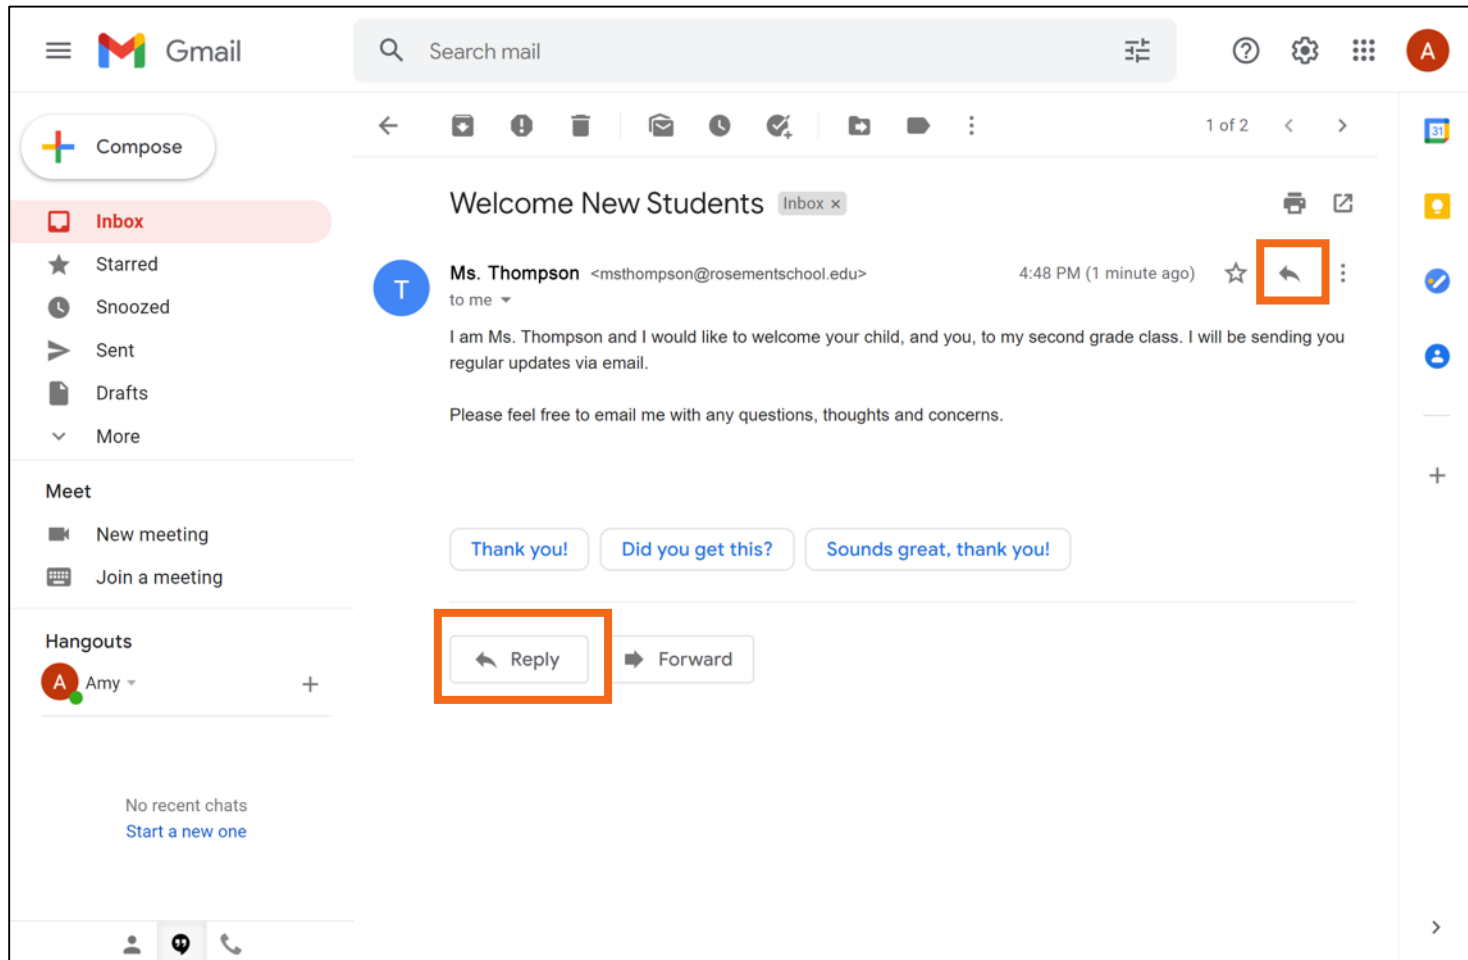 Gmail
Search mail
A
Compose
1 of 2
31
Welcome New Students Inbox ×
Inbox
Starred
Snoozed
Sent
Drafts
More
T
Ms. Thompson <msthompson@rosementschool.edu> 4:48 PM (1 minute ago)
to me
I am Ms. Thompson and I would like to welcome your child, and you, to my second grade class. I will be sending you
regular updates via email.
Please feel free to email me with any questions, thoughts and concerns.
Meet
New meeting
Join a meeting
Thank you! Did you get this? Sounds great, thank you!
Hangouts
A Amy
Reply Forward
No recent chats
Start a new one